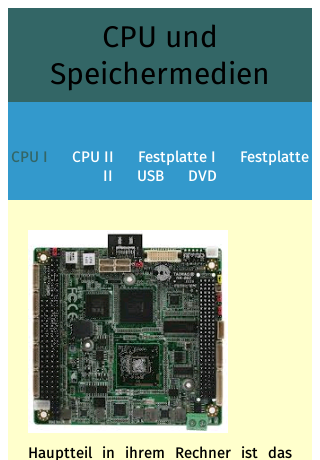 CPU und
Speichermedien
CPU I CPU II Festplatte I Festplatte
II USB DVD
Hauptteil in ihrem Rechner ist das